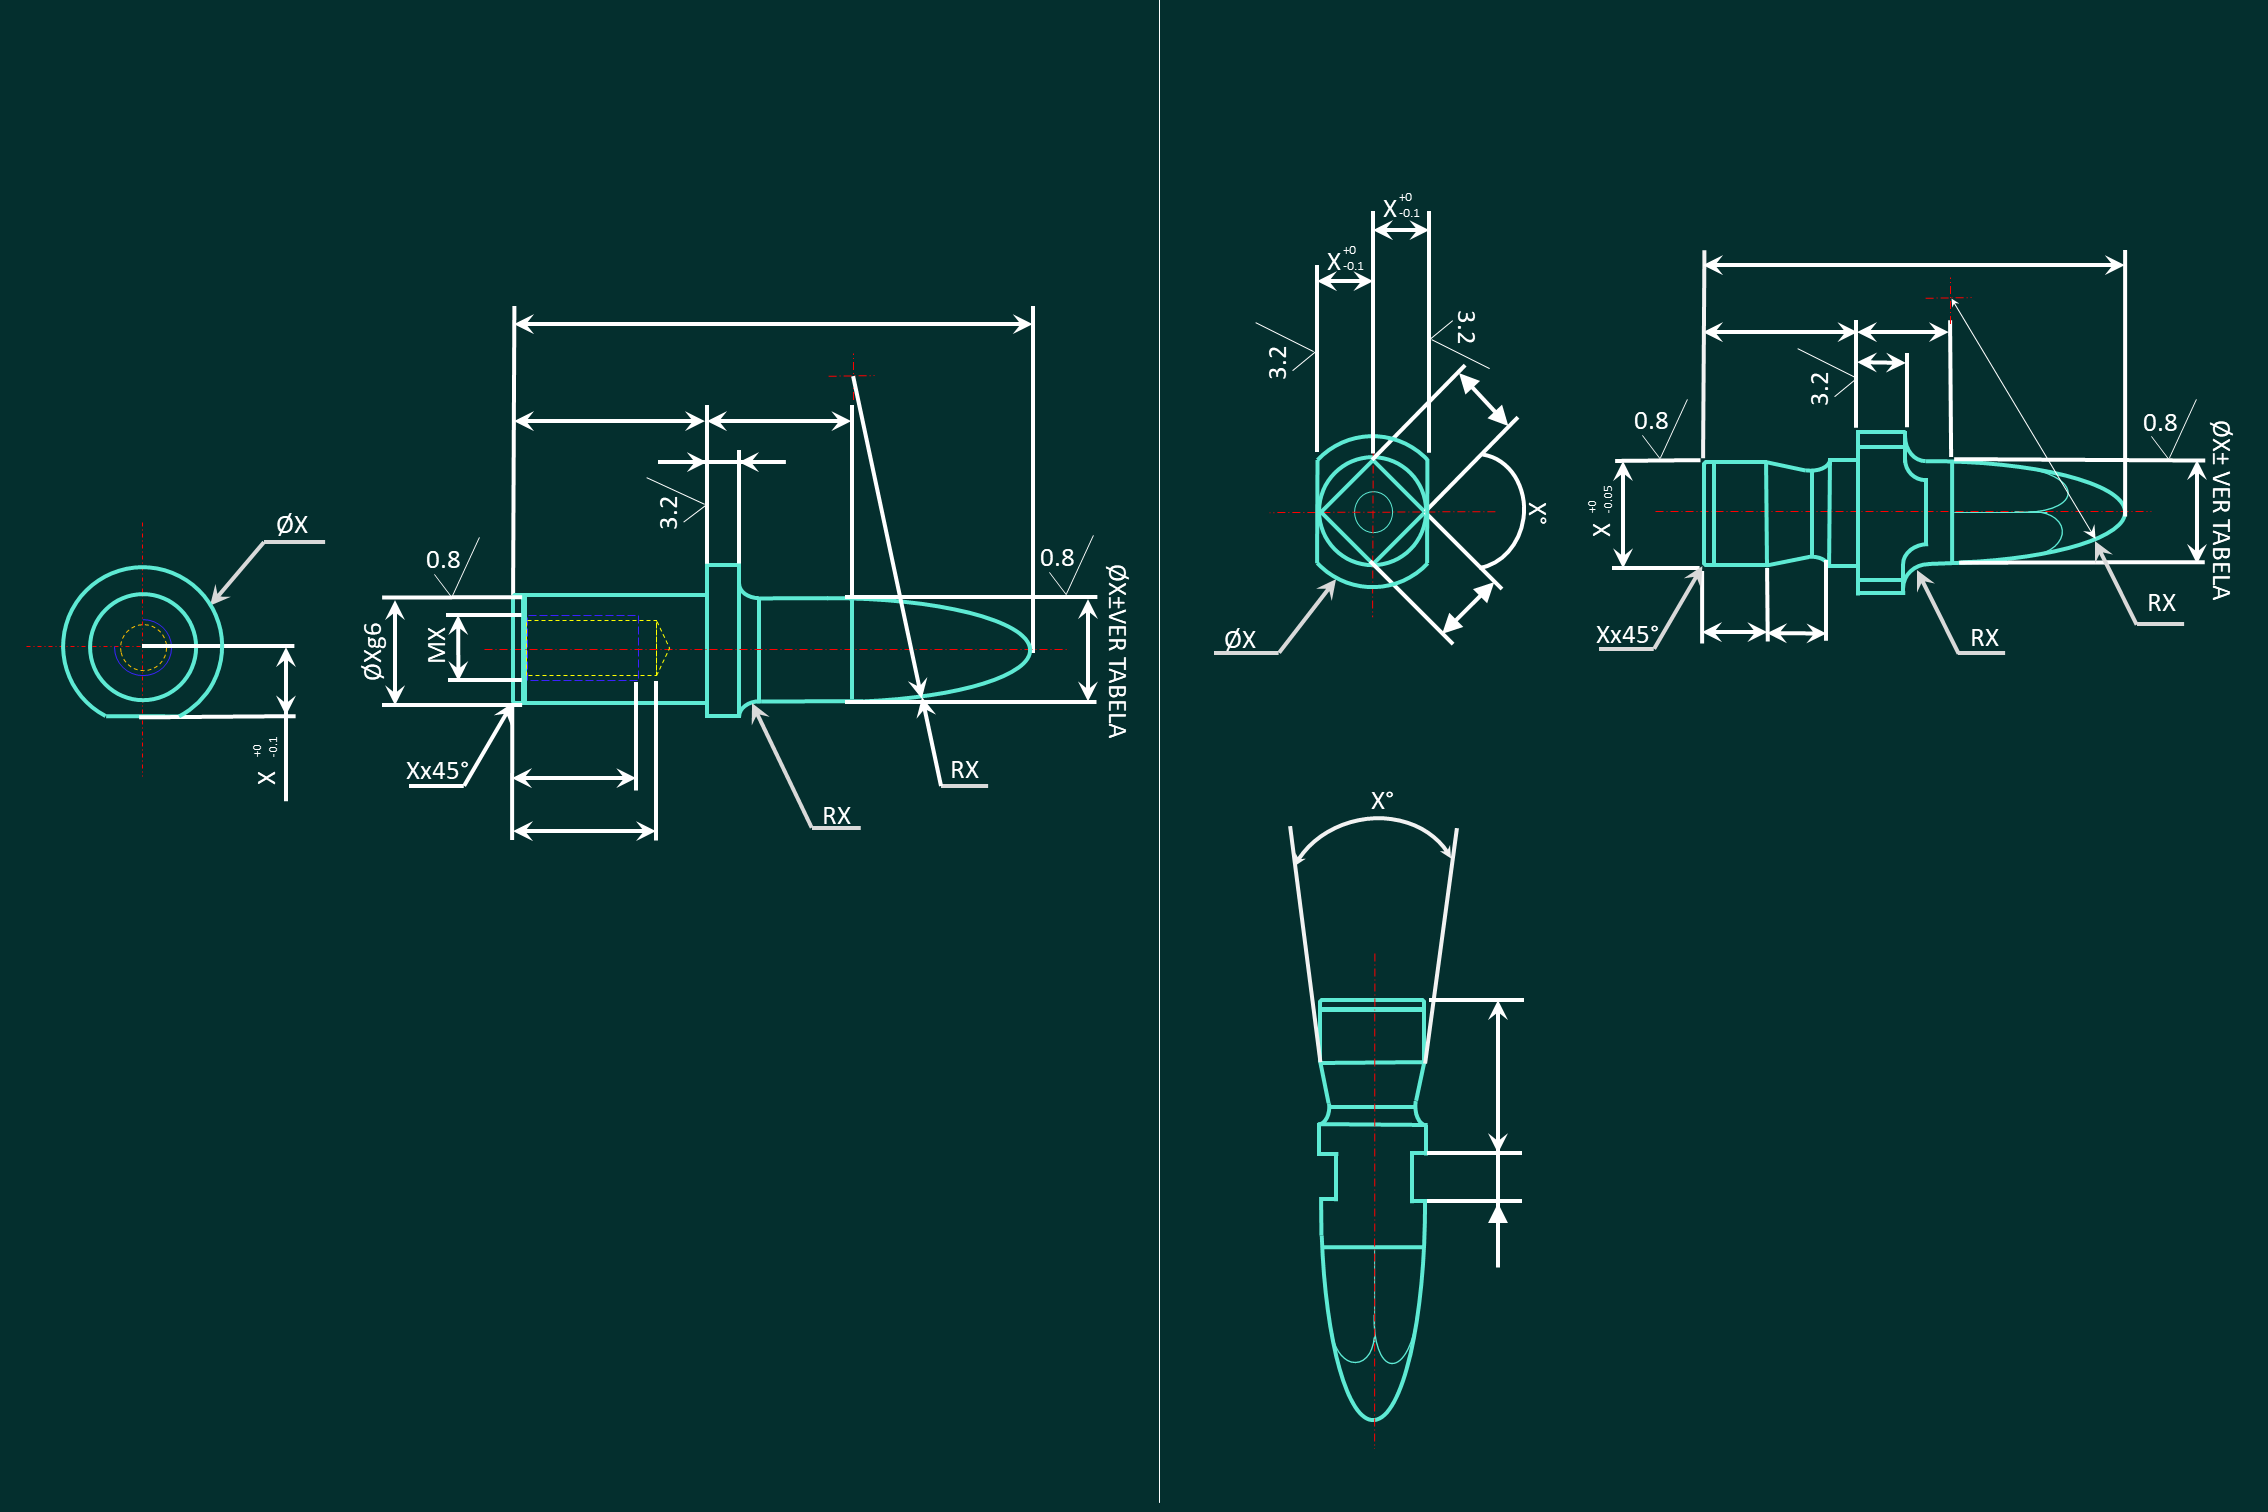 ØX
X +0 -0.1
0.8
ØXg6
MX
Xx45°
3.2
RX
RX
0.8
ØX±VER TABELA
X +0 -0.1
X +0 -0.1
3.2
3.2
X°
ØX
X°
0.8
X +0 -0.05
Xx45°
3.2
RX
RX
0.8
ØX± VER TABELA